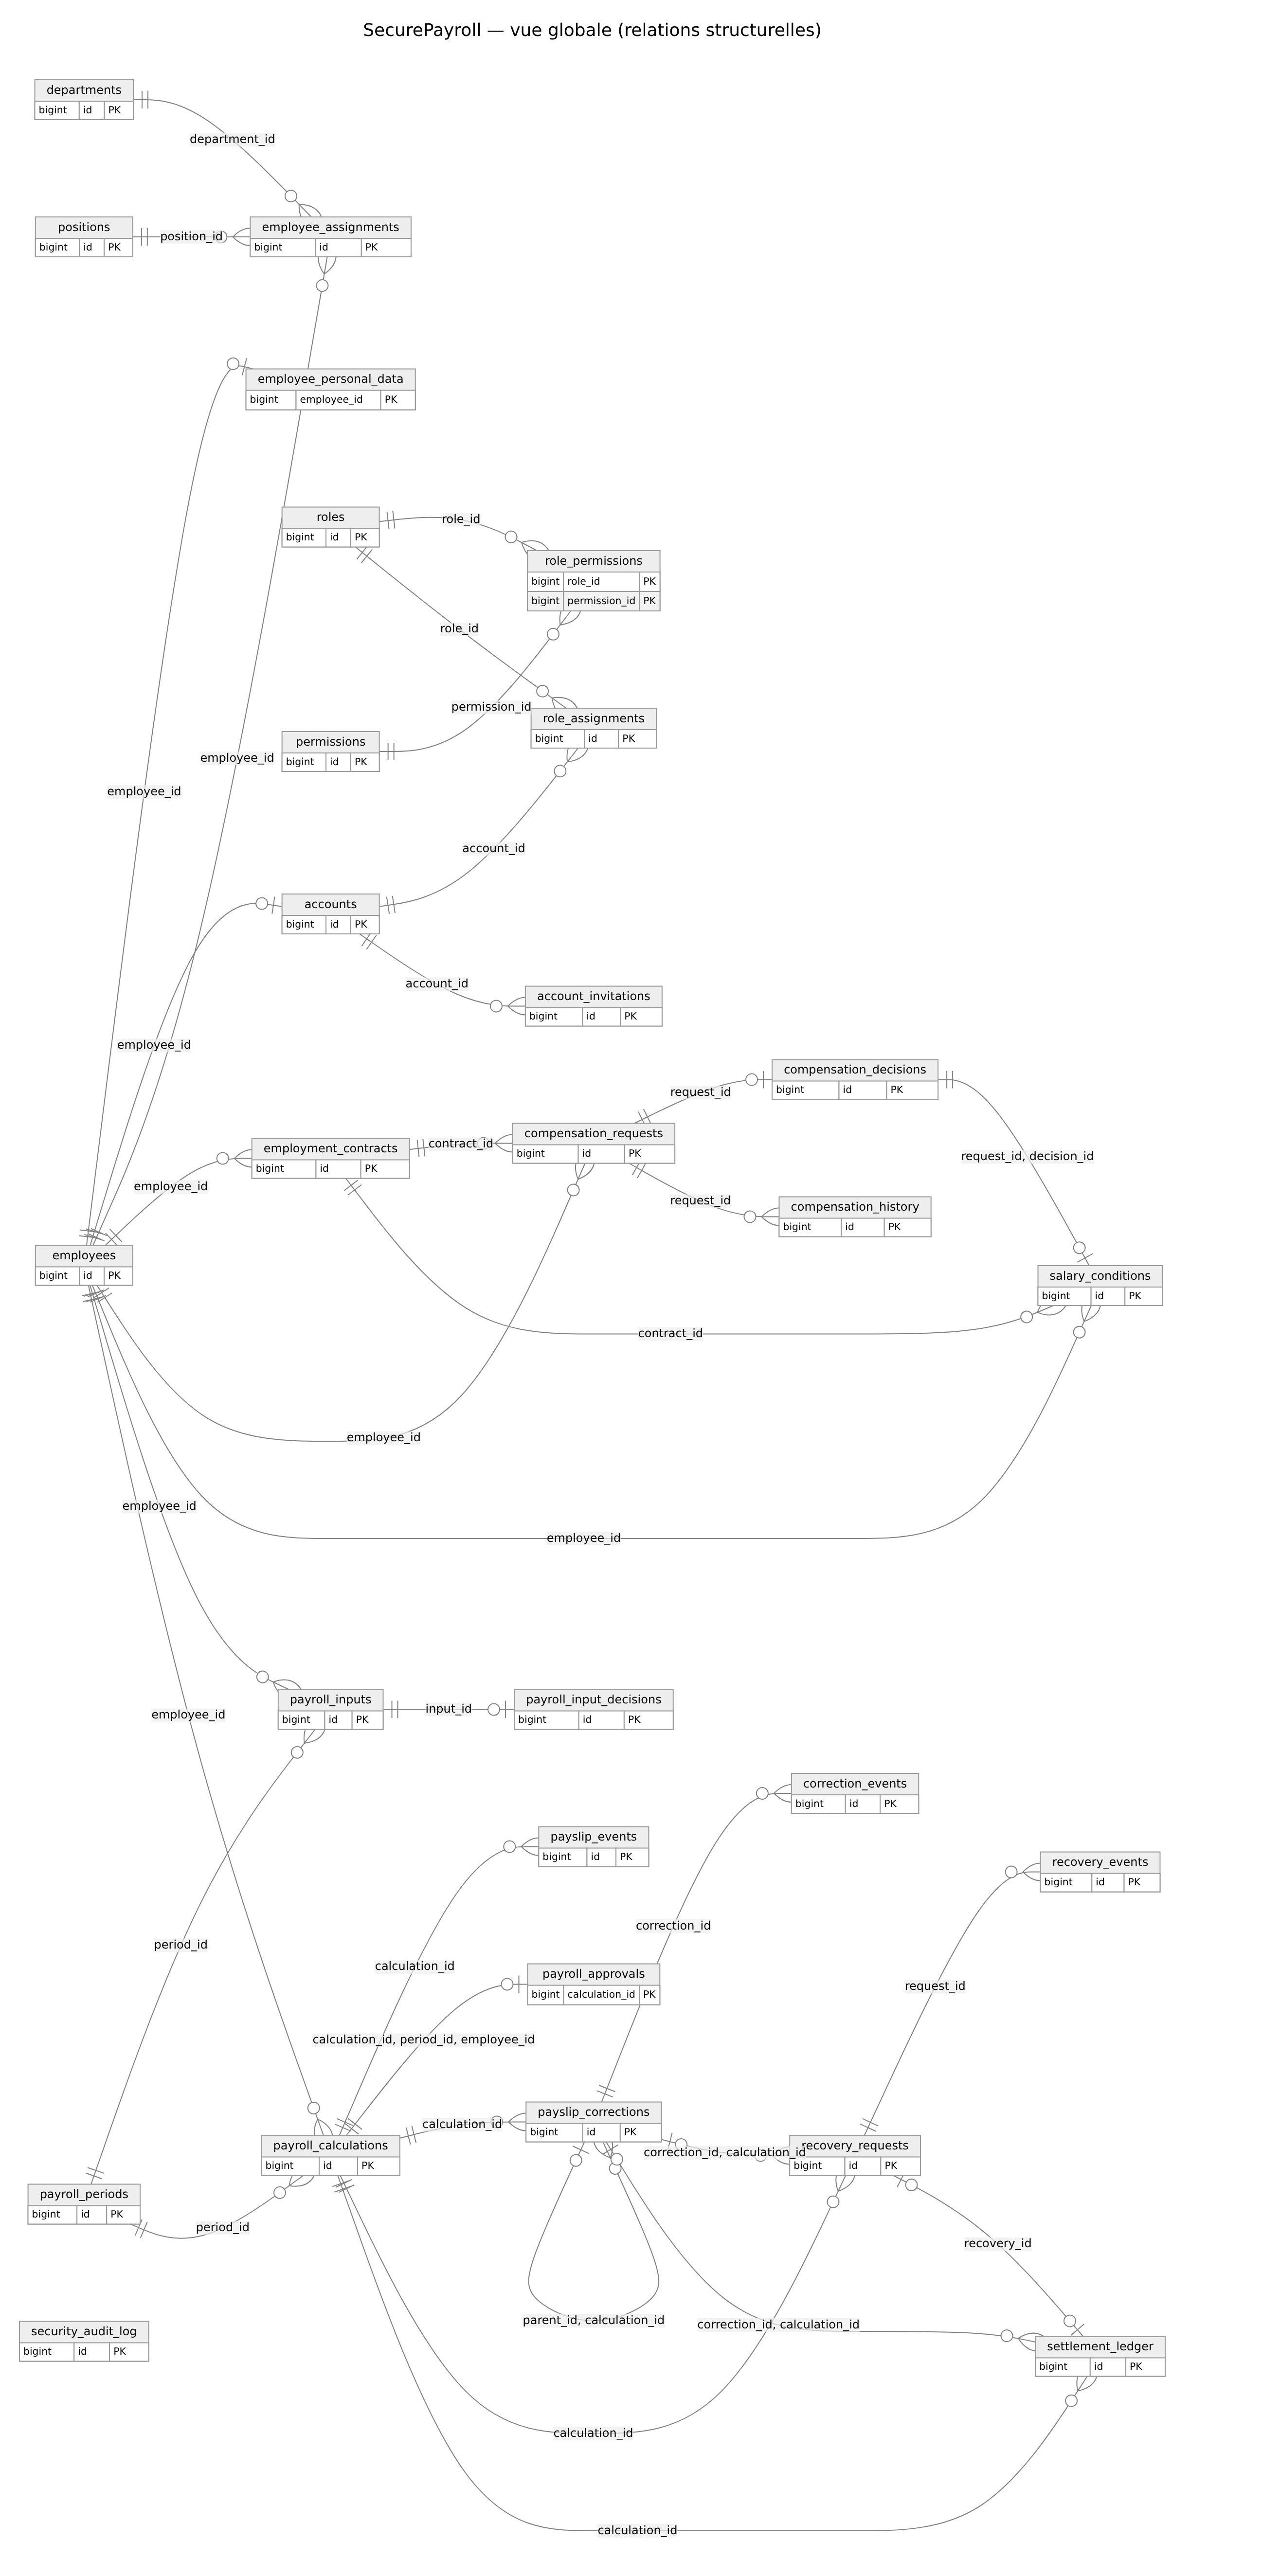 SecurePayroll — vue globale (relations structurelles)
departments
bigint id PK
department_id
positions
bigint id PK
position_id
employee_assignments
bigint id PK
employee_personal_data
bigint employee_id PK
roles
bigint id PK
role_id
role_permissions
bigint role_id PK
bigint permission_id PK
role_id
permission_id
role_assignments
bigint id PK
permissions
bigint id PK
employee_id
employee_id
account_id
accounts
bigint id PK
account_id
account_invitations
bigint id PK
employee_id
compensation_decisions
bigint id PK
request_id
compensation_requests
bigint id PK
contract_id
employment_contracts
bigint id PK
request_id, decision_id
employee_id
request_id
compensation_history
bigint id PK
employees
bigint id PK
salary_conditions
bigint id PK
contract_id
employee_id
employee_id
employee_id
payroll_inputs
bigint id PK
input_id
payroll_input_decisions
bigint id PK
employee_id
correction_events
bigint id PK
payslip_events
bigint id PK
recovery_events
bigint id PK
correction_id
period_id
calculation_id
payroll_approvals
bigint calculation_id PK
request_id
calculation_id, period_id, employee_id
payslip_corrections
bigint id PK
calculation_id
payroll_calculations
bigint id PK
correction_id, calculation_id
recovery_requests
bigint id PK
payroll_periods
bigint id PK
period_id
recovery_id
parent_id, calculation_id
correction_id, calculation_id
security_audit_log
bigint id PK
settlement_ledger
bigint id PK
calculation_id
calculation_id